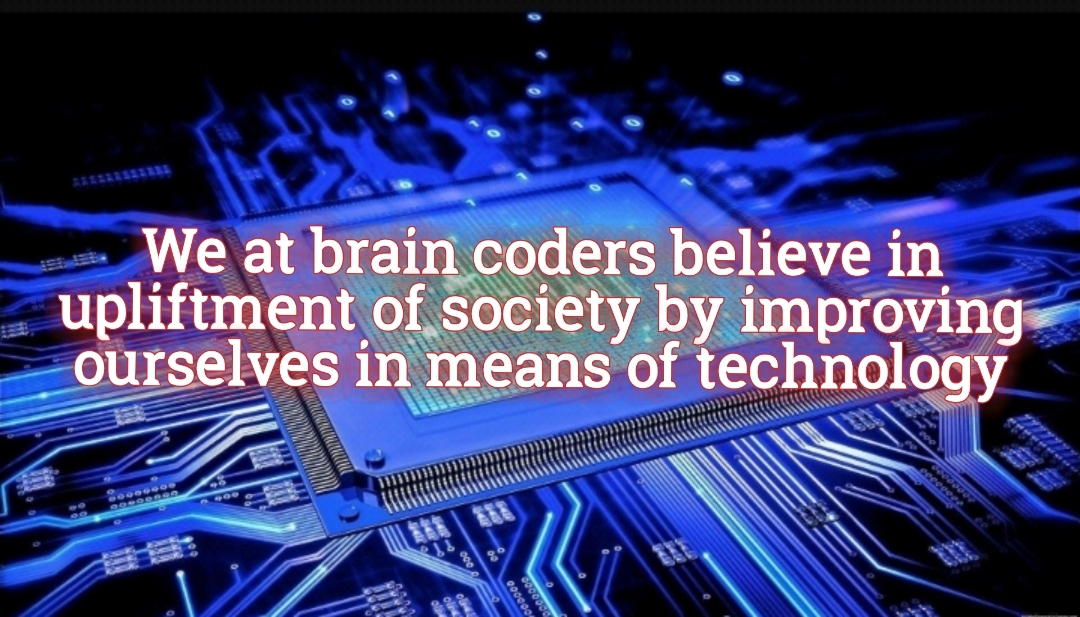 We at brain coders believe in
upliftment of society by improving
ourselves in means of technology